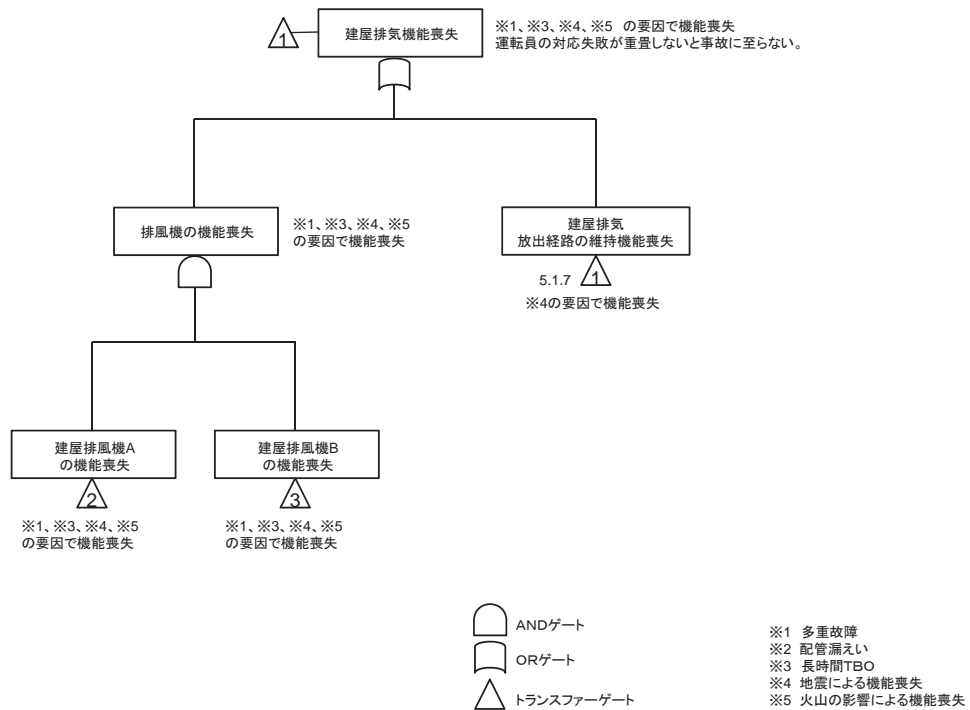 1
建屋排気機能喪失
※1、※3、※4、※5 の要因で機能喪失
運転員の対応失敗が重畳しないと事故に至らない。
排風機の機能喪失
※1、※3、※4、※5
の要因で機能喪失
建屋排気
放出経路の維持機能喪失
5.1.7
1
※4の要因で機能喪失
建屋排風機A
の機能喪失
2
※1、※3、※4、※5
の要因で機能喪失
建屋排風機B
の機能喪失
3
※1、※3、※4、※5
の要因で機能喪失
ANDゲート
ORゲート
トランスファーゲート
※1 多重故障
※2 配管漏えい
※3 長時間TBO
※4 地震による機能喪失
※5 火山の影響による機能喪失